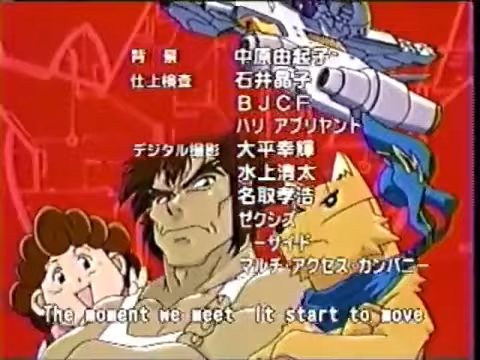 背景 中原由起子
仕上検査 石井晶子
BJCF
ハリ アブリヤント
デジタル撮影 大平幸輝
水上清太
名取孝浩
ゼクシズ
ーサイド
マルチ・アクセス・カンパニー
The moment we meet It start to move